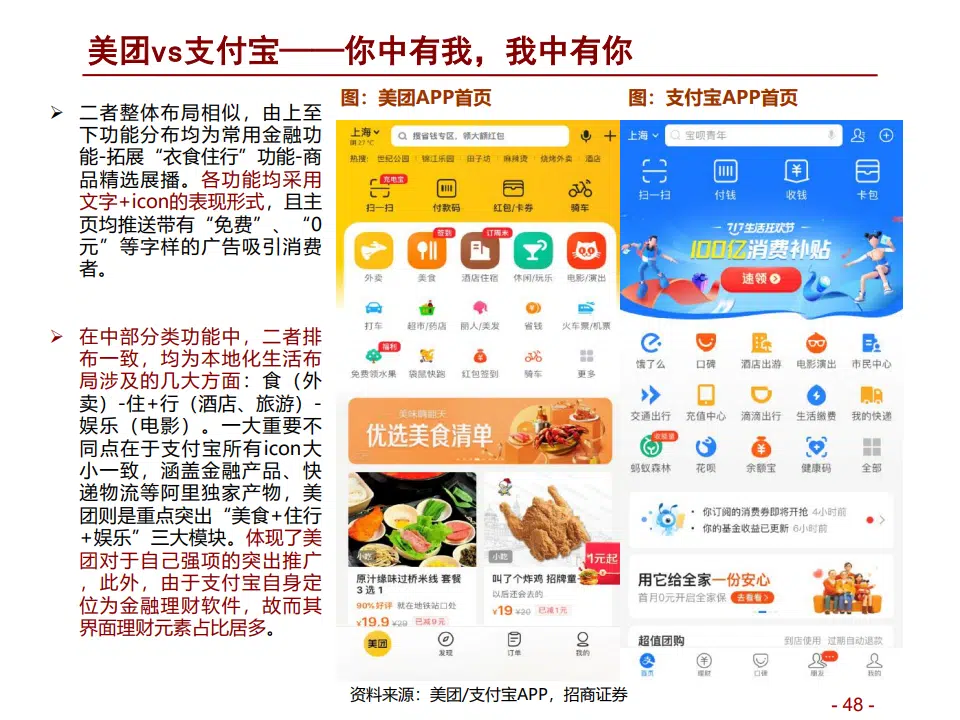 美团vs支付宝——你中有我，我中有你
➢ 二者整体布局相似，由上至
下功能分布均为常用金融功
能-拓展“衣食住行”功能-商
品精选展播。各功能均采用
文字+icon的表现形式，且主
页均推送带有“免费”、“0
元”等字样的广告吸引消费
者。
➢ 在中部分类功能中，二者排
布一致，均为本地化生活布
局涉及的几大方面：食（外
卖）-住+行（酒店、旅游）-
娱乐（电影）。一大重要不
同点在于支付宝所有icon大
小一致，涵盖金融产品、快
递物流等阿里独家产物，美
团则是重点突出“美食+住行
+娱乐”三大模块。体现了美
团对于自己强项的突出推广
，此外，由于支付宝自身定
位为金融理财软件，故而其
界面理财元素占比居多。
图：美团APP首页
上海
晴 27°C
搜省钱专区，领大额红包
热搜： 世纪公园 锦江乐园 田子坊 麻辣烫 烧烤外卖 酒店
充电宝
扫一扫 付款码 红包/卡券 骑车
签到 订隔末
外卖 美食 酒店住宿 休闲/玩乐 电影/演出
打车 超市/药店 丽人/美发 省钱 火车票/机票
福利
免费领水果 袋鼠快跑 红包签到 骑车 更多
美味嗨翻天
优选美食清单
小吃 小吃
1元起
原汁缘味过桥米线 套餐
3 选 1
90%好评 就在地铁站口处
¥19.9 ¥29 已减9元
叫了个炸鸡 招牌童
以后还会去的
¥19 ¥20 已减1元
美团 发现 订单 我的
图：支付宝APP首页
上海 驭宝青年
扫一扫 付钱 收钱 卡包
717生活狂欢节
100亿消费补贴
速领
饿了么 口碑 酒店出游 电影演出 市民中心
交通出行 充值中心 滴滴出行 生活缴费 我的快递
收能量
蚂蚁森林 花呗 余额宝 健康码 全部
你订阅的消费券即将开抢 4小时前
你的基金收益已更新 6小时前
用它给全家一份安心
首月0元开启全家保 去看看
超值团购 到店使用 过期自动退款
首页 理财 口碑 朋友 我的
资料来源：美团/支付宝APP，招商证券
- 48 -